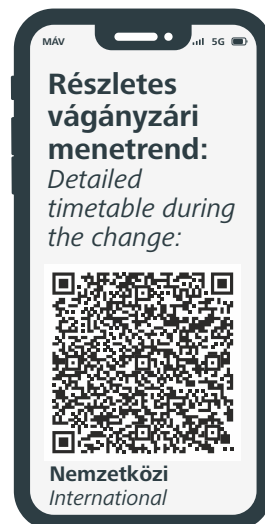 MÁV 5G
Részletes
vágányzári
menetrend:
Detailed
timetable during
the change:
Nemzetközi
International